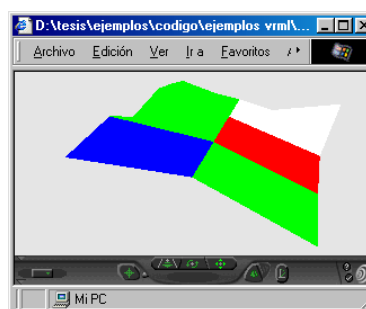 D:\tesis\ejemplos\codigo\ejemplos vrml\...
Archivo Edición Ver Ir a Favoritos
Mi PC